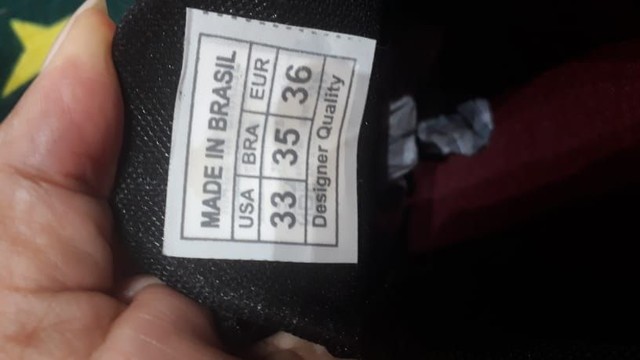 MADE IN BRASIL
USA BRA EUR
33 35 36
Designer Quality